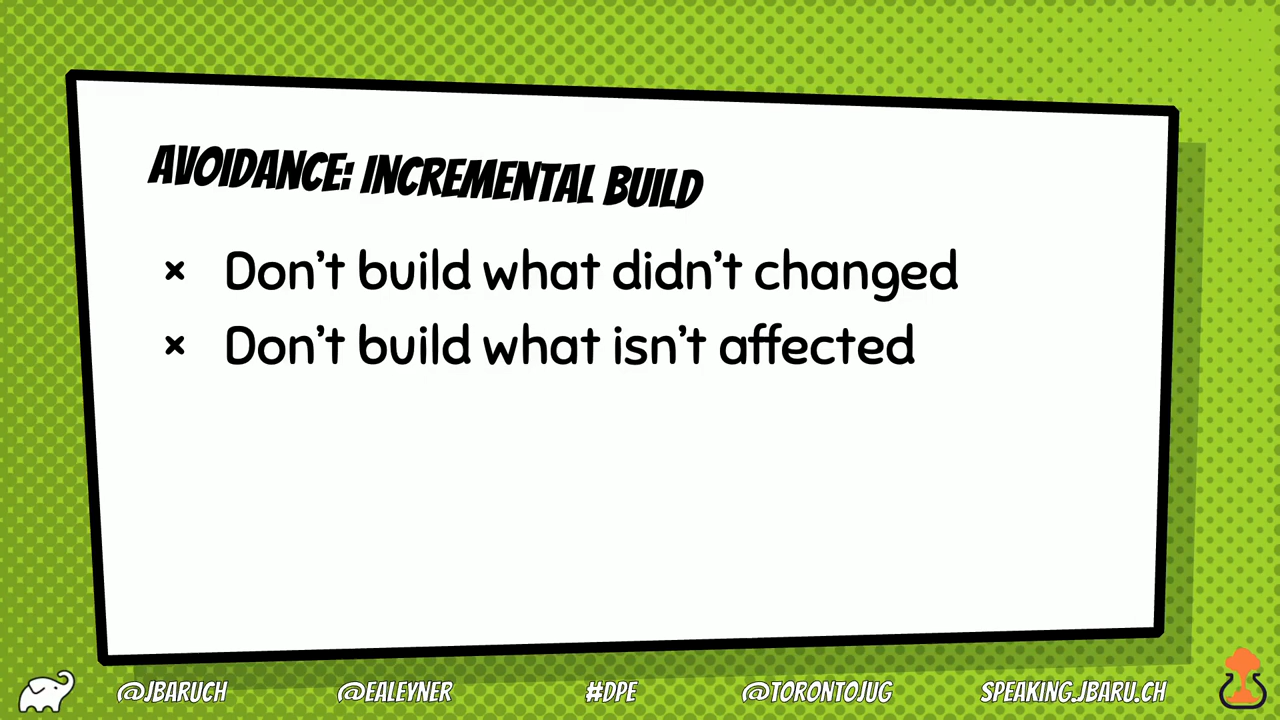 AVOIDANCE: INCREMENTAL BUILD
× Don't build what didn't changed
× Don't build what isn't affected
@JBARUCH @EALEYNER #DPE @TORONTOJUG SPEAKING.JBARU.CH